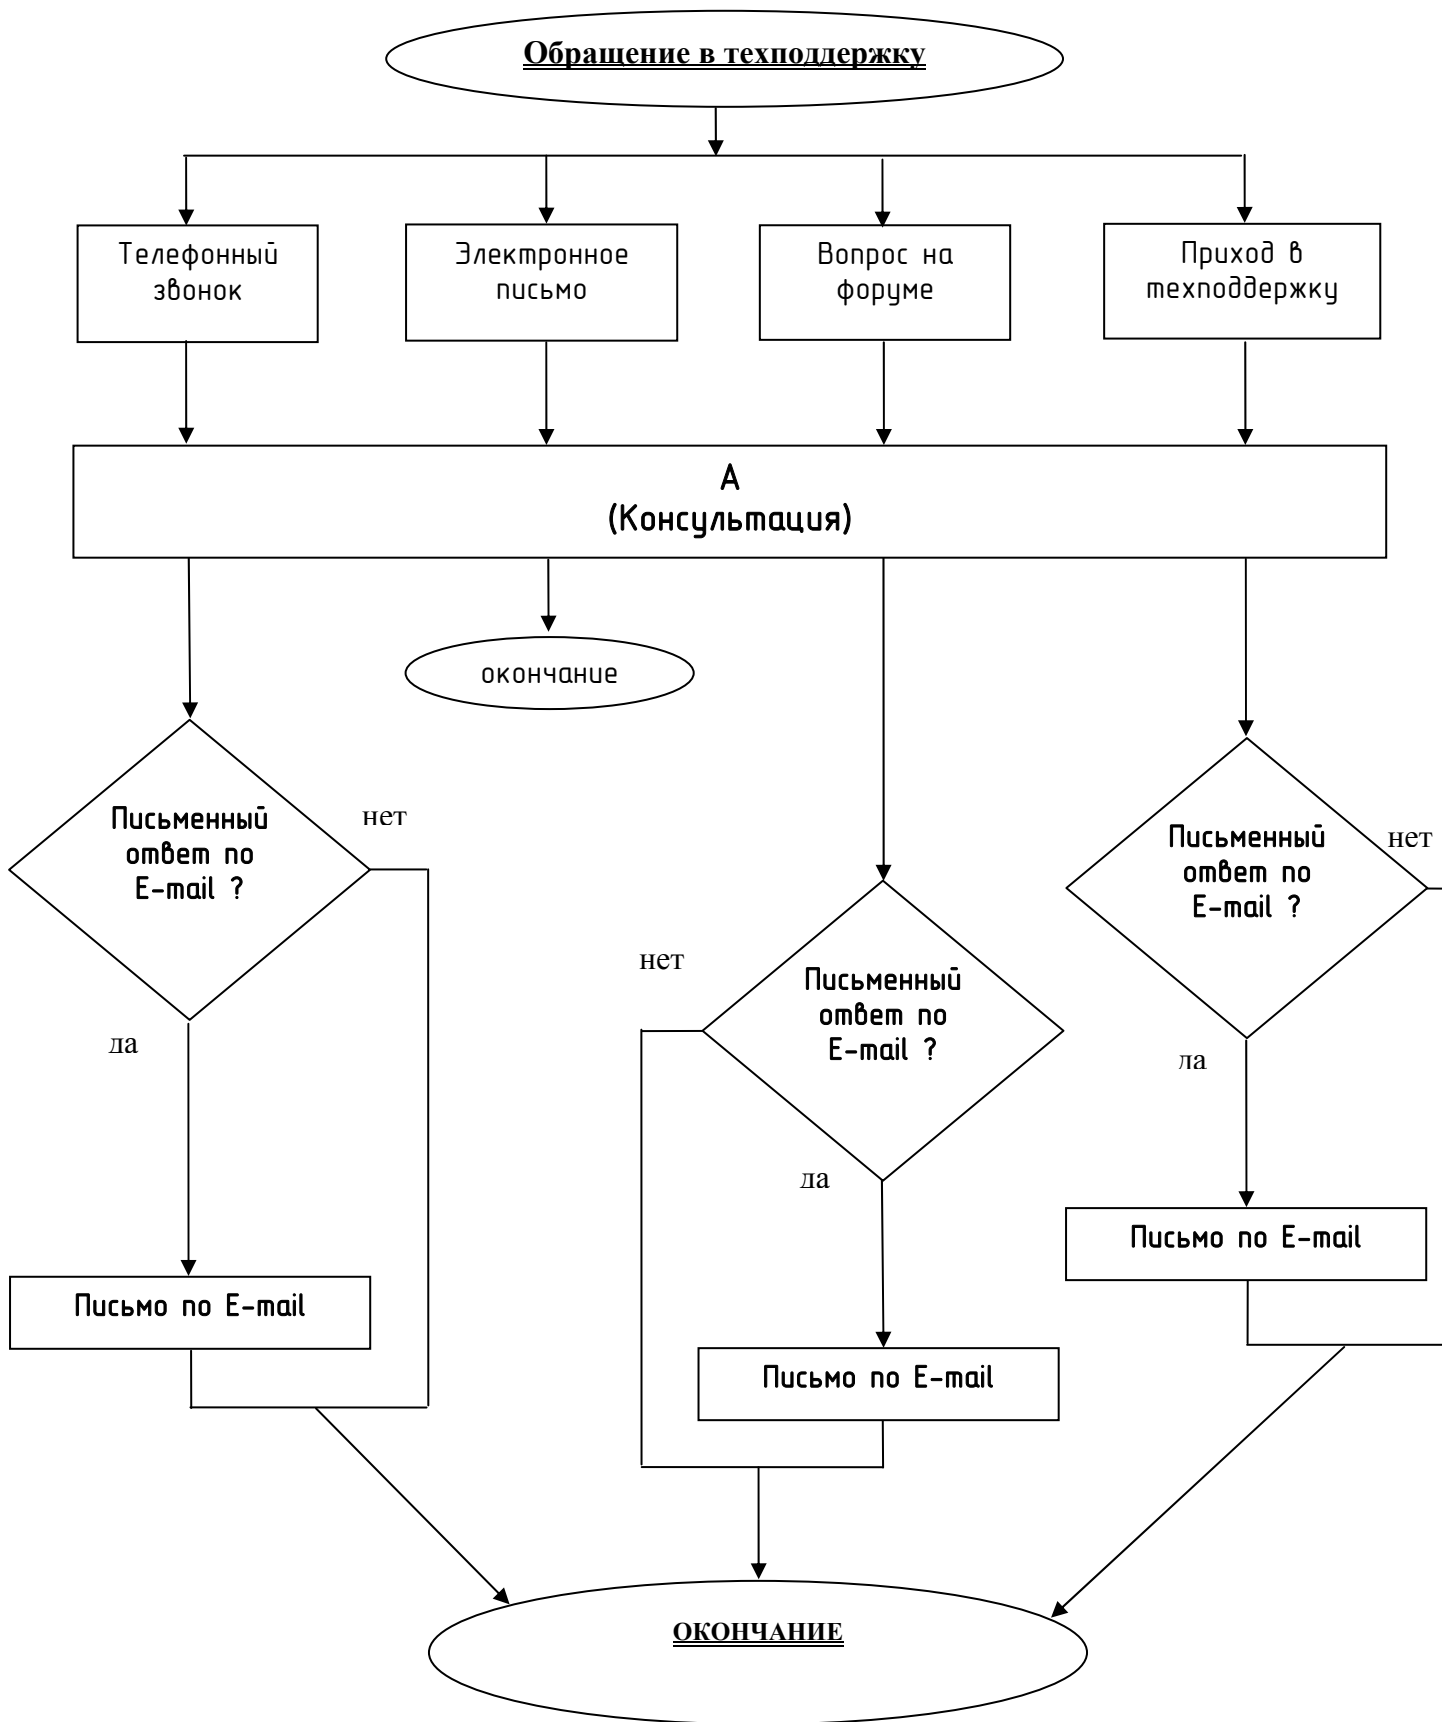 Обращение в техподдержку
Телефонный
звонок
Электронное
письмо
Вопрос на
форуме
Приход в
техподдержку
А
(Консультация)
окончание
Письменный
ответ по
E-mail ?
нет
да
Письменный
ответ по
E-mail ?
нет
да
Письменный
ответ по
E-mail ?
нет
да
Письмо по E-mail
Письмо по E-mail
Письмо по E-mail
ОКОНЧАНИЕ